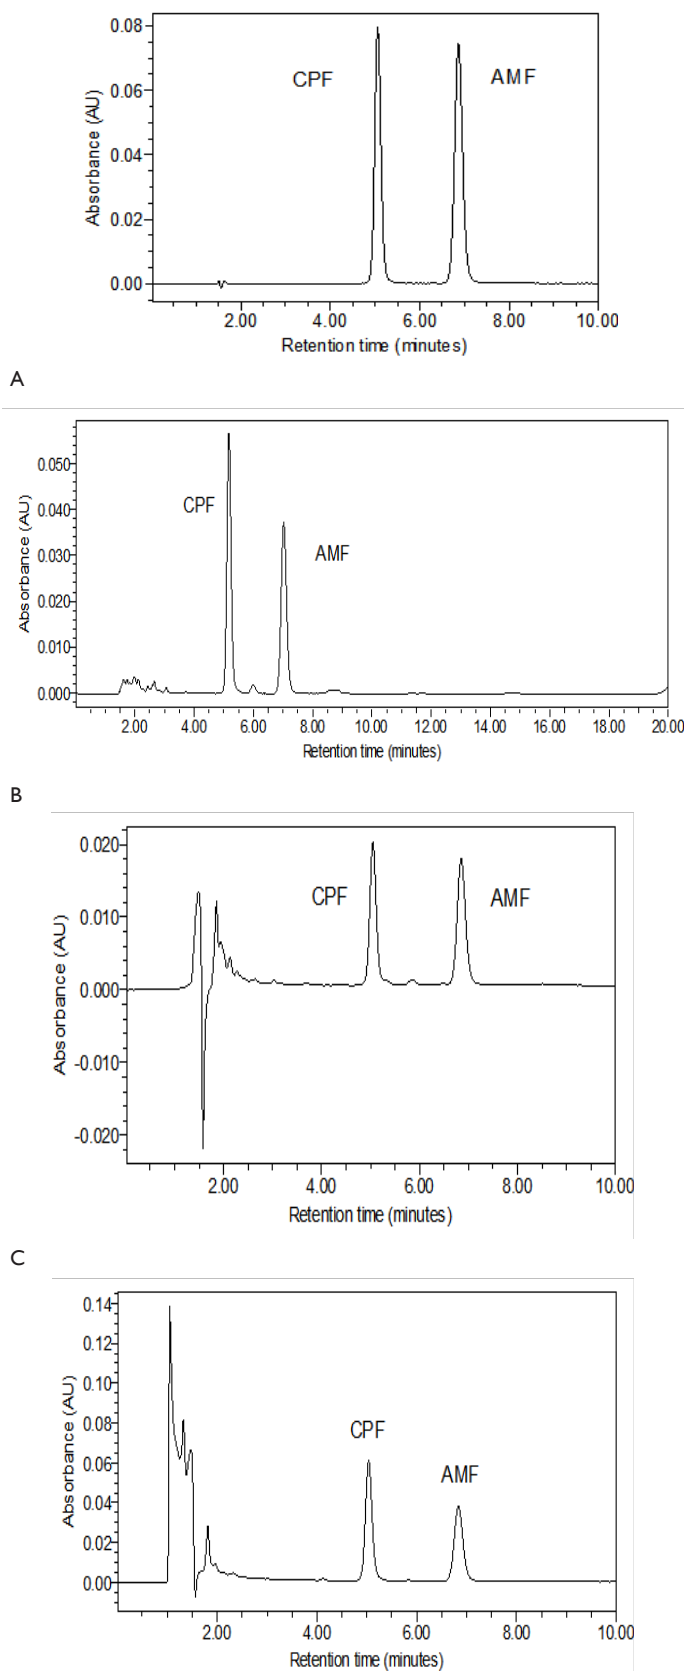 0.08
0.06
0.04
0.02
0.00
Absorbance (AU)
CPF
AMF
2.00 4.00 6.00 8.00 10.00
Retention time (minutes)
A
0.050
0.040
0.030
0.020
0.010
0.000
Absorbance (AU)
CPF
AMF
2.00 4.00 6.00 8.00 10.00 12.00 14.00 16.00 18.00 20.00
Retention time (minutes)
B
0.020
0.010
0.000
-0.010
-0.020
Absorbance (AU)
CPF
AMF
2.00 4.00 6.00 8.00 10.00
Retention time (minutes)
C
0.14
0.12
0.10
0.08
0.06
0.04
0.02
0.00
Absorbance (AU)
CPF
AMF
2.00 4.00 6.00 8.00 10.00
Retention time (minutes)